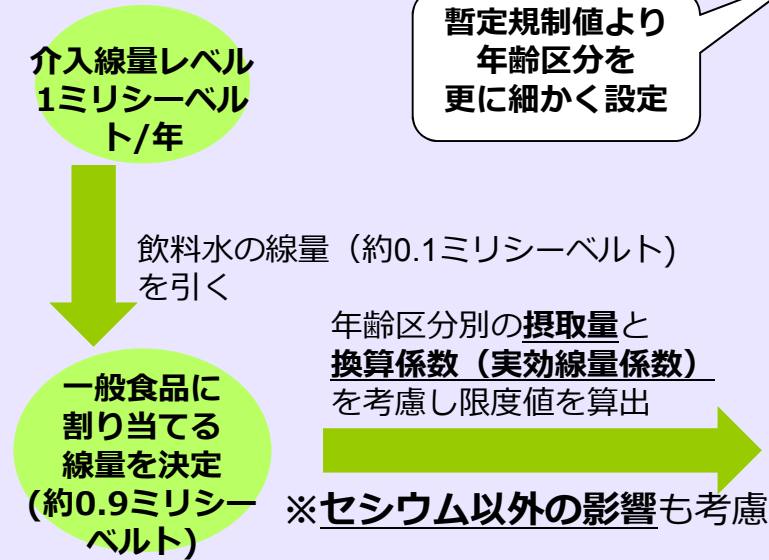 暫定規制値より
年齢区分を
更に細かく設定
介入線量レベル
1ミリシーベル
ト/年
飲料水の線量（約0.1ミリシーベルト)
を引く
年齢区分別の摂取量と
換算係数（実効線量係数）
を考慮し限度値を算出
一般食品に
割り当てる
線量を決定
(約0.9ミリシー
ベルト)
※セシウム以外の影響も考慮